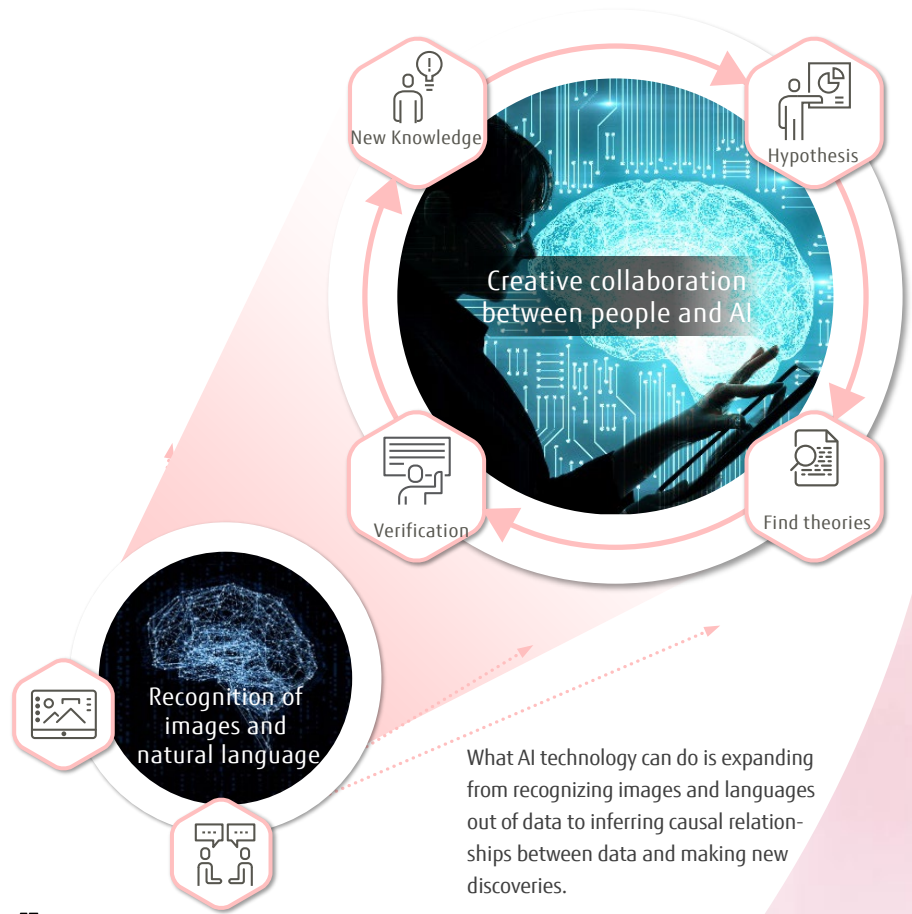 New Knowledge
Hypothesis
Creative collaboration
between people and AI
Verification
Find theories
Recognition of
images and
natural language
What AI technology can do is expanding
from recognizing images and languages
out of data to inferring causal relation-
ships between data and making new
discoveries.